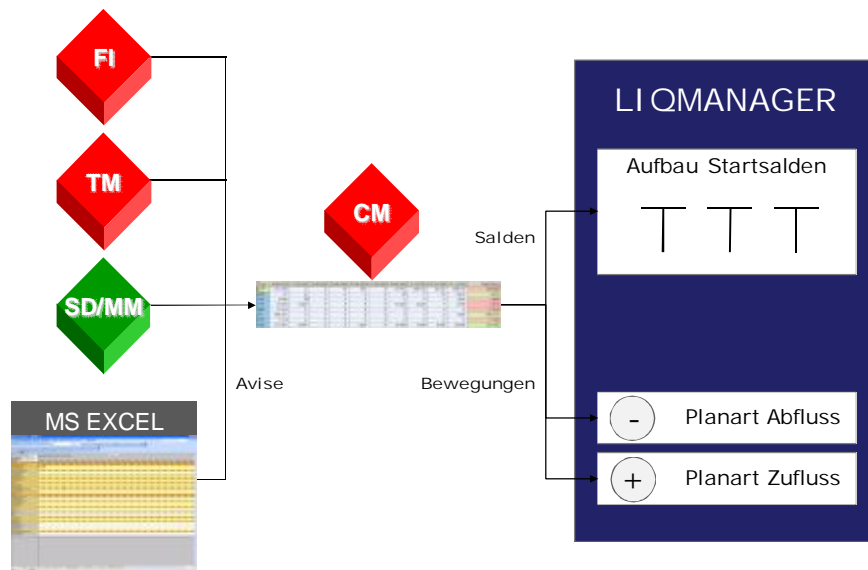 FI
TM
SD/MM
MS EXCEL
Avise
CM
Salden
Bewegungen
LIQMANAGER
Aufbau Startsalden
- Planart Abfluss
+ Planart Zufluss